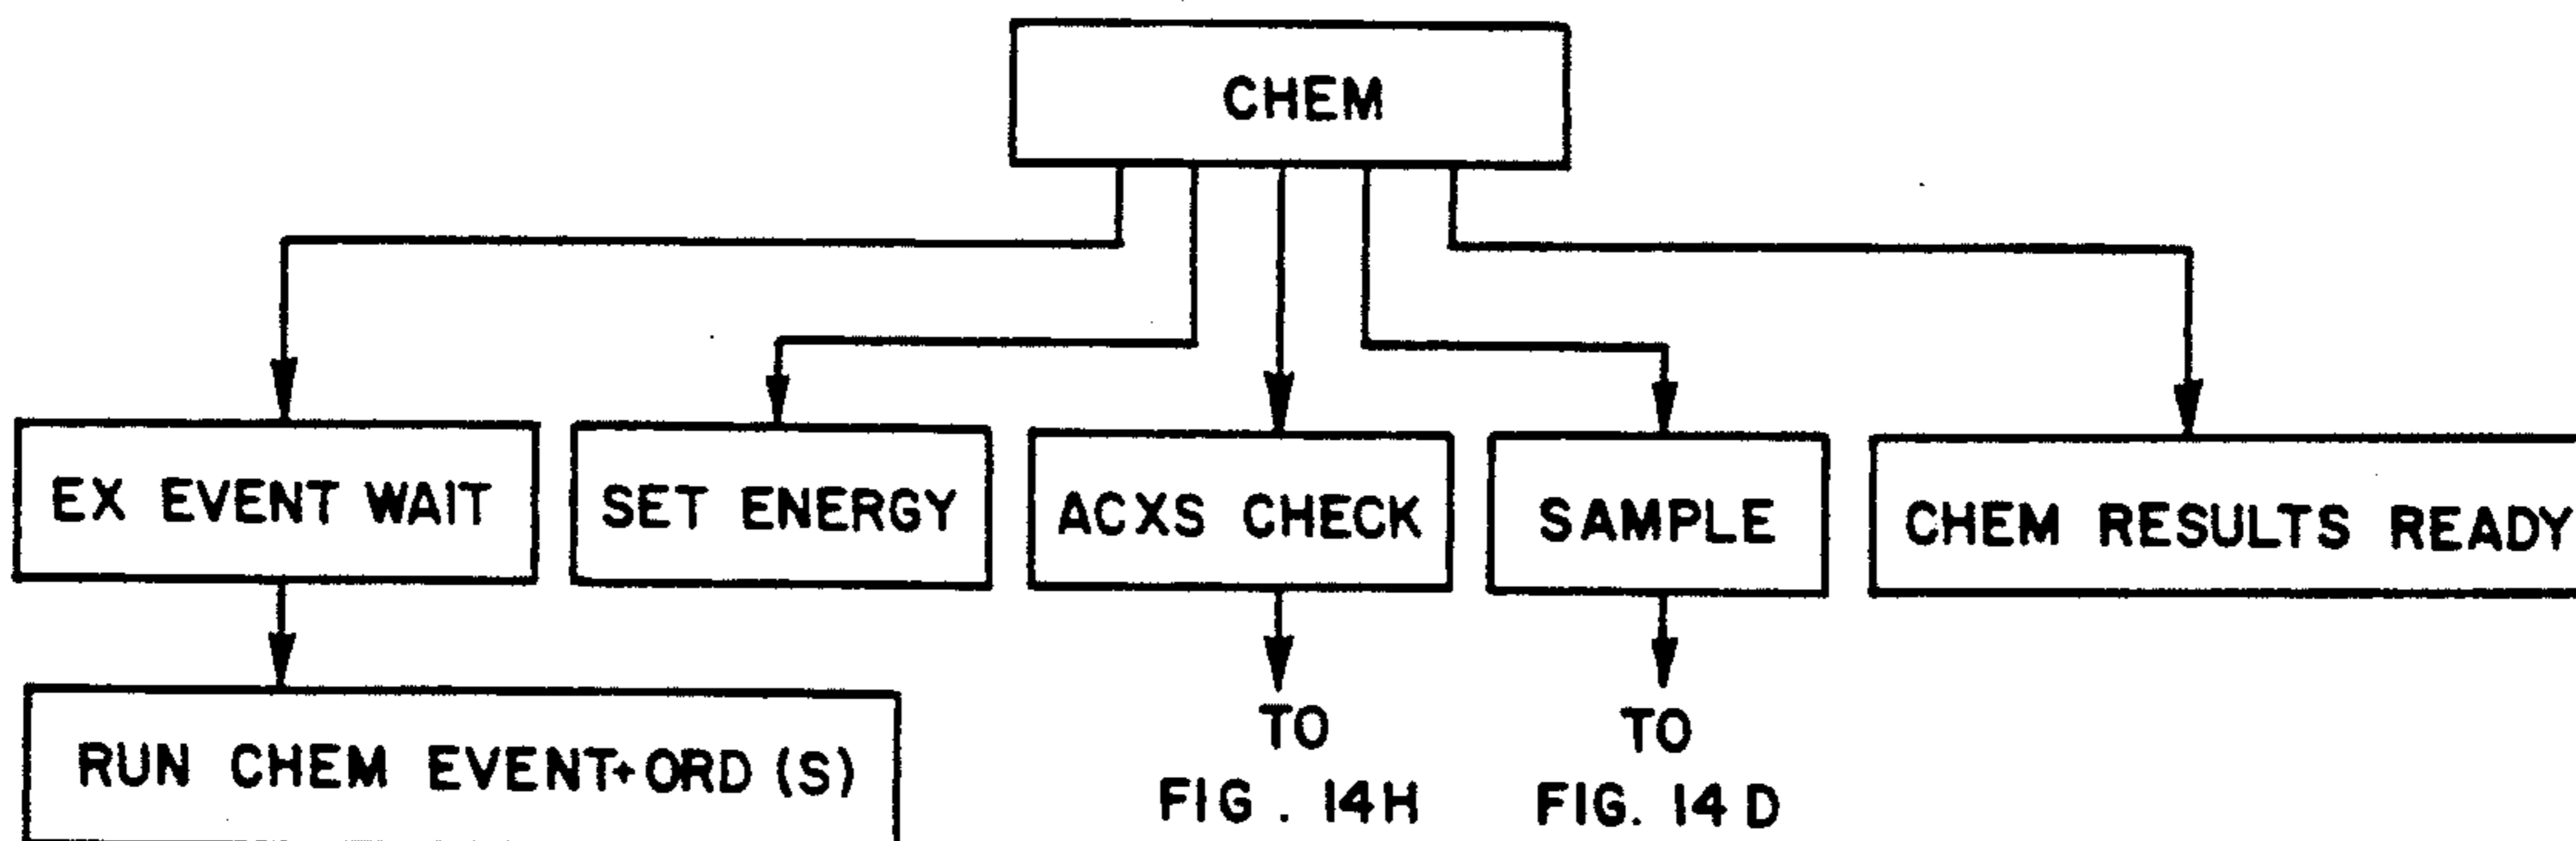 CHEM
EX EVENT WAIT
SET ENERGY
ACXS CHECK
SAMPLE
CHEM RESULTS READY
RUN CHEM EVENT+ORD (S)
TO
FIG. 14H
TO
FIG. 14D